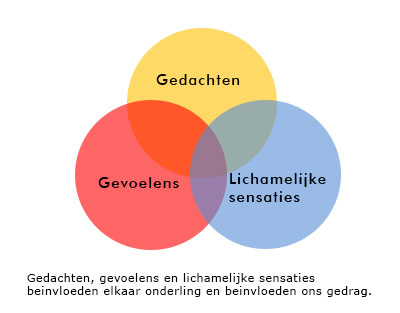 Gedachten
Gevoelens
Lichamelijke
sensaties
Gedachten, gevoelens en lichamelijke sensaties
beinvloeden elkaar onderling en beinvloeden ons gedrag.